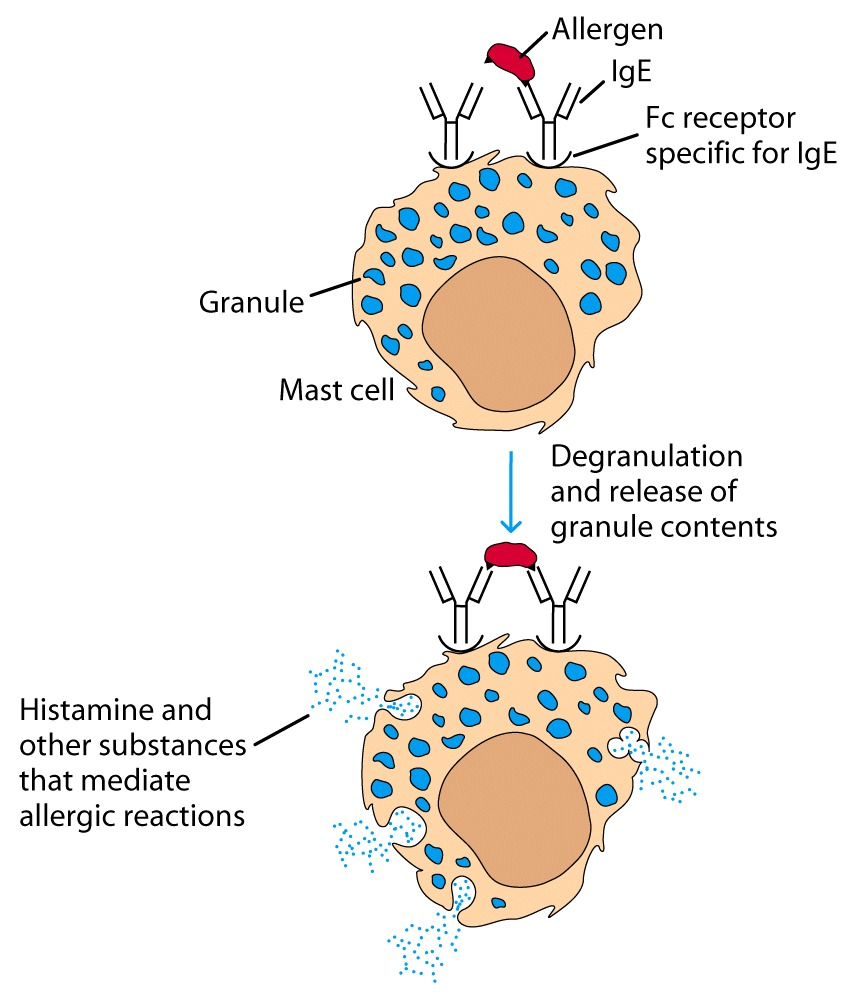 Allergen
IgE
Fc receptor
specific for IgE
Granule
Mast cell
Degranulation
and release of
granule contents
Histamine and
other substances
that mediate
allergic reactions